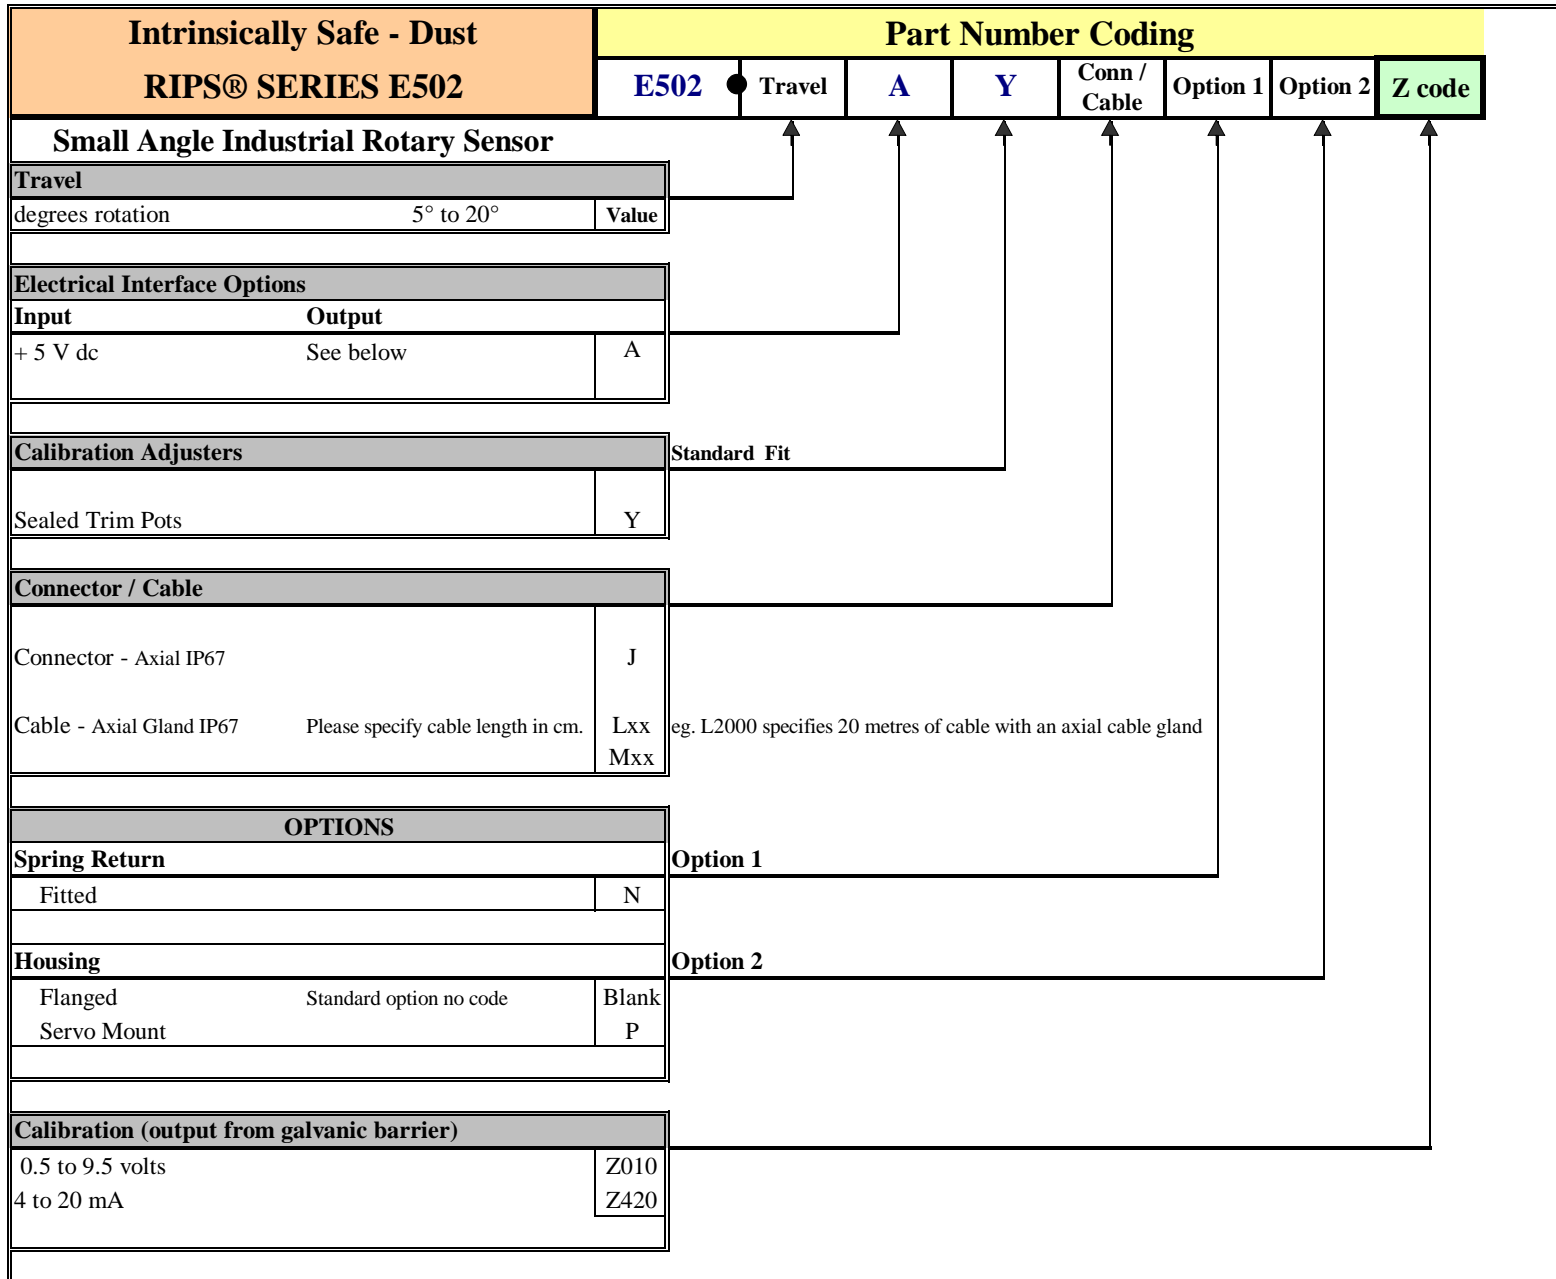 Intrinsically Safe - Dust
Part Number Coding
RIPS® SERIES E502
E502 Travel A Y Conn / Cable Option 1 Option 2 Z code
Small Angle Industrial Rotary Sensor
Travel
degrees rotation 5° to 20° Value
Electrical Interface Options
Input Output
+ 5 V dc See below A
Calibration Adjusters Standard Fit
Sealed Trim Pots Y
Connector / Cable
Connector - Axial IP67 J
Cable - Axial Gland IP67 Please specify cable length in cm. Lxx eg. L2000 specifies 20 metres of cable with an axial cable gland
Mxx
OPTIONS
Spring Return Option 1
Fitted N
Housing Option 2
Flanged Standard option no code Blank
Servo Mount P
Calibration (output from galvanic barrier)
0.5 to 9.5 volts Z010
4 to 20 mA Z420